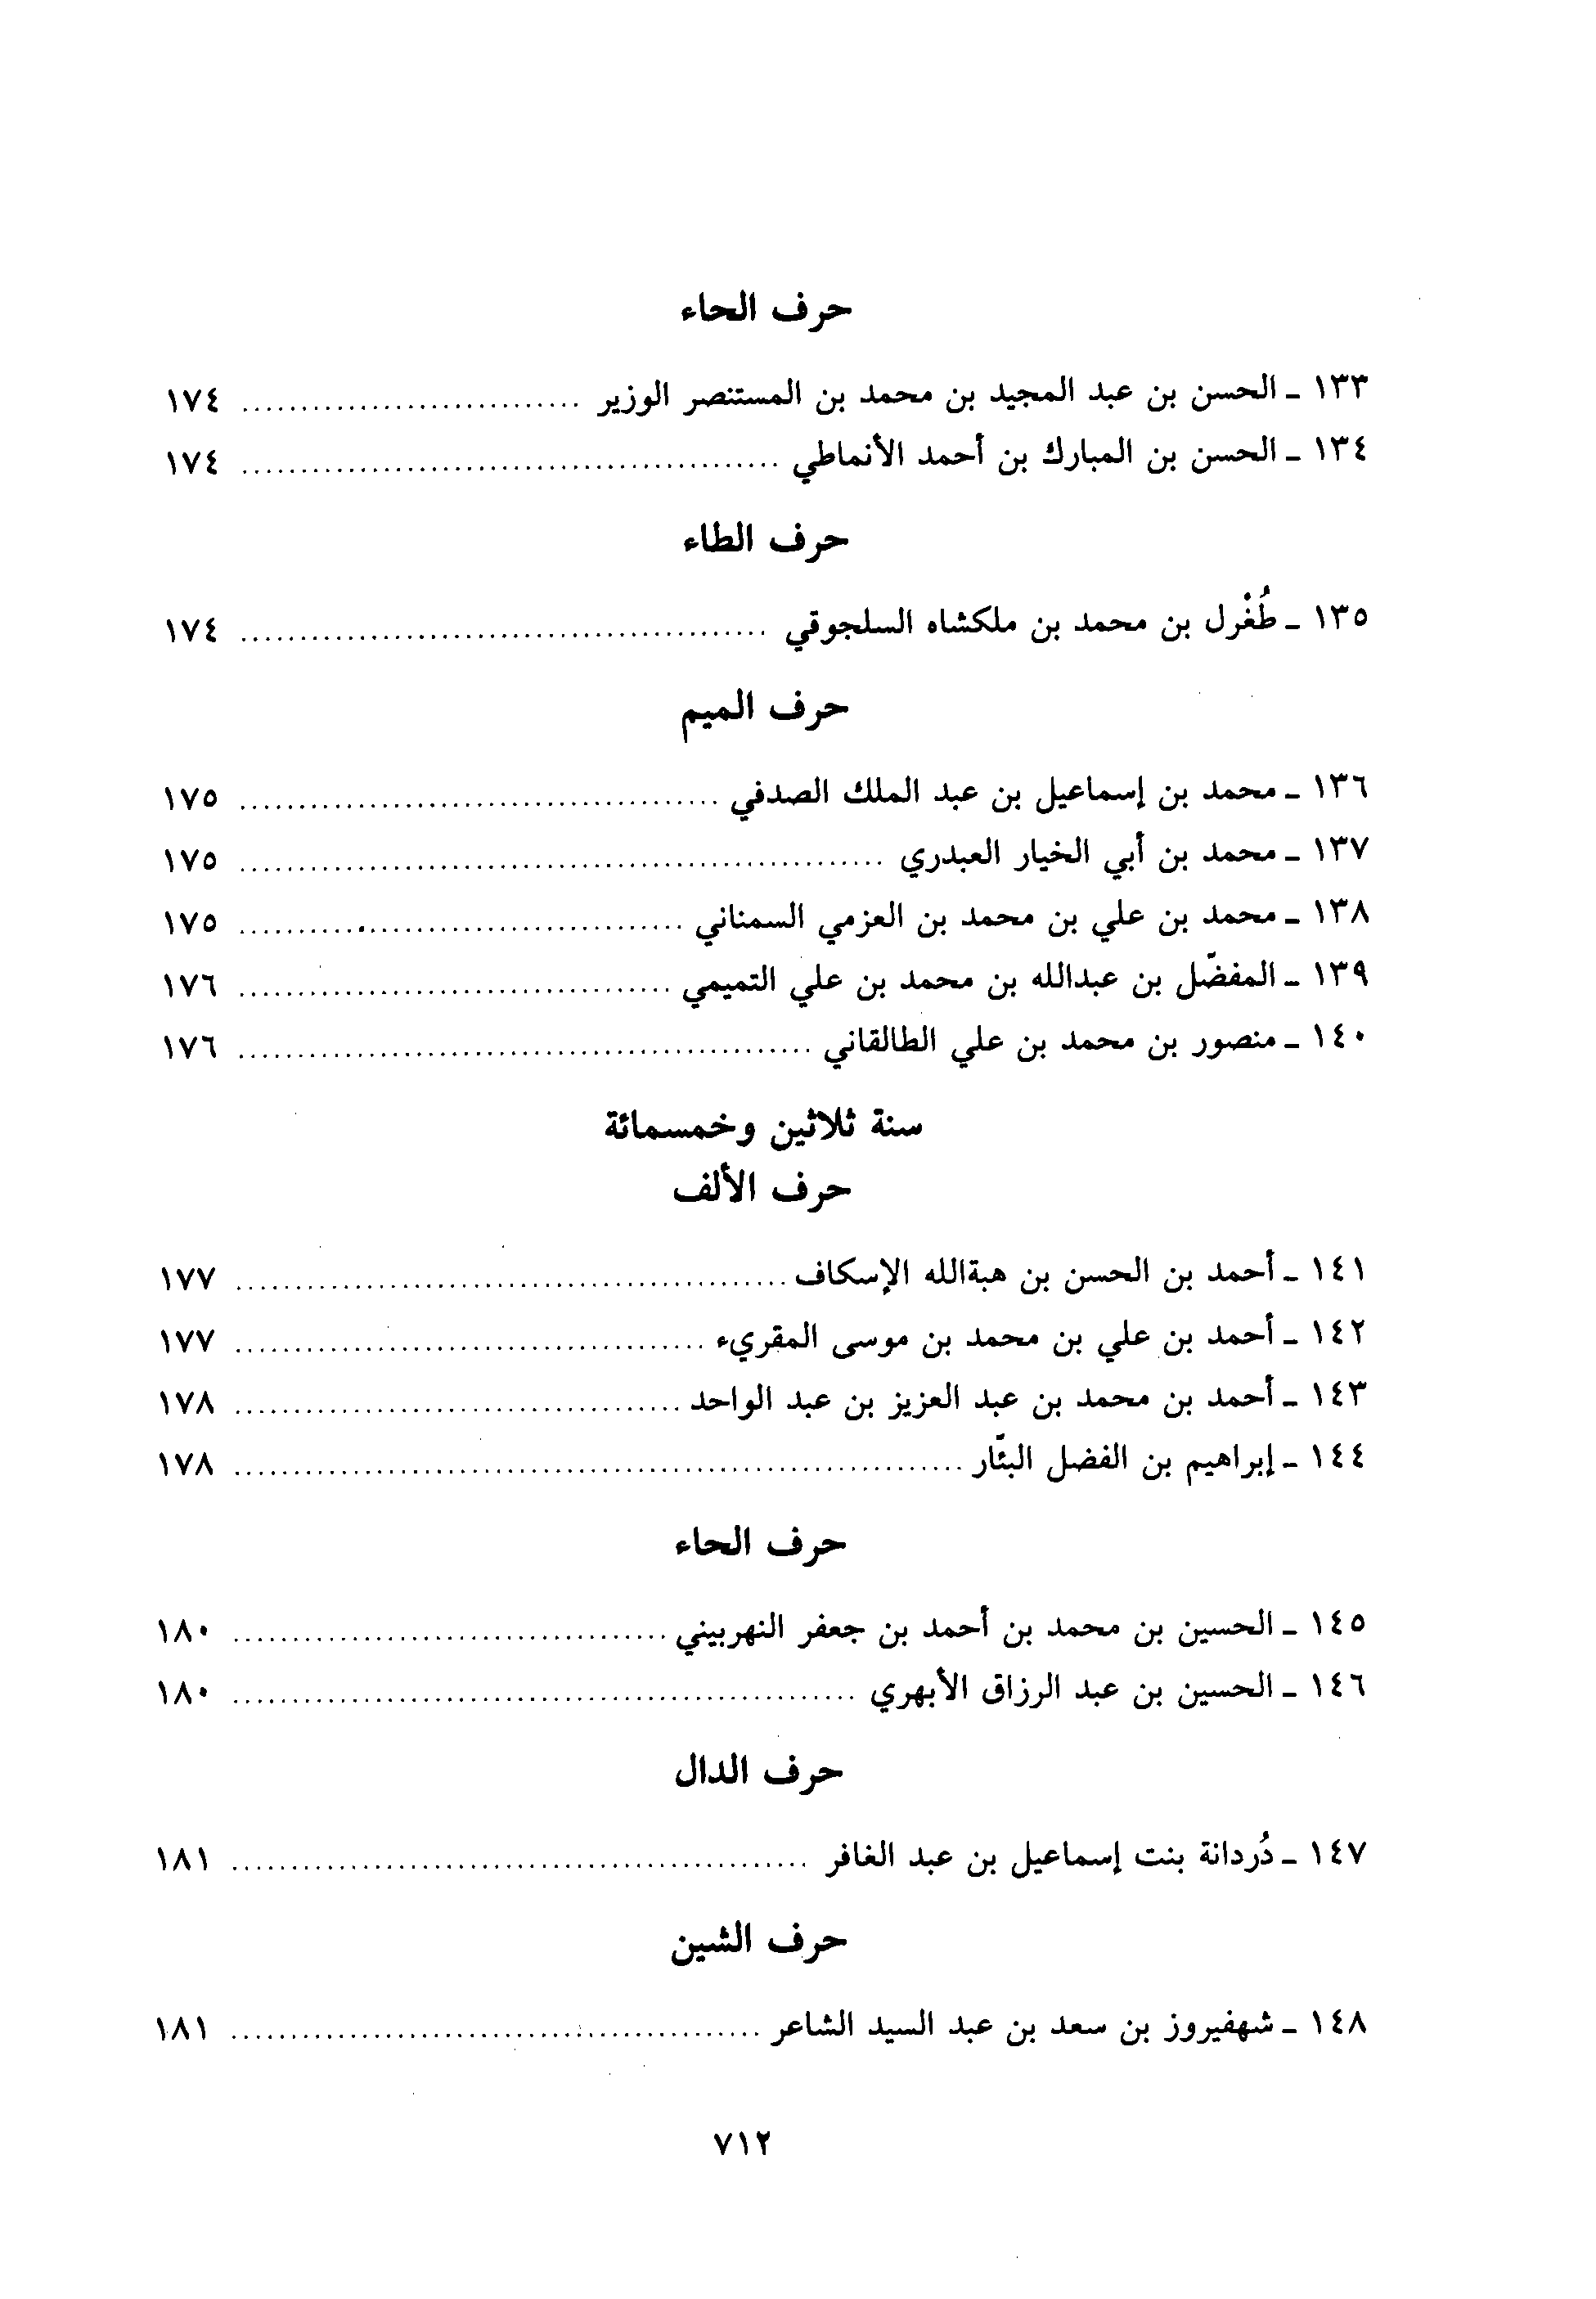 حرف الحاء
١٣٣ ـ الحسن بن عبد المجيد بن محمد بن المستنصر الوزير ............................. ١٧٤
١٣٤ ـ الحسن بن المبارك بن أحمد الأنماطي ............................................. ١٧٤
حرف الطاء
١٣٥ ـ طُغْرل بن محمد بن ملكشاه السلجوقي ............................................. ١٧٤
حرف الميم
١٣٦ ـ محمد بن إسماعيل بن عبد الملك الصدفي ......................................... ١٧٥
١٣٧ ـ محمد بن أبي الخيار العبدري ....................................................... ١٧٥
١٣٨ ـ محمد بن علي بن محمد بن العزمي السمناني ...................................... ١٧٥
١٣٩ ـ المفضّل بن عبدالله بن محمد بن علي التميمي ..................................... ١٧٦
١٤٠ ـ منصور بن محمد بن علي الطالقاني ................................................. ١٧٦
سنة ثلاثين وخمسمائة
حرف الألف
١٤١ ـ أحمد بن الحسن بن هبةالله الإسكاف ............................................... ١٧٧
١٤٢ ـ أحمد بن علي بن محمد بن موسى المقريء ........................................ ١٧٧
١٤٣ ـ أحمد بن محمد بن عبد العزيز بن عبد الواحد ...................................... ١٧٨
١٤٤ ـ إبراهيم بن الفضل البئّار .............................................................. ١٧٨
حرف الحاء
١٤٥ ـ الحسين بن محمد بن أحمد بن جعفر النهربيني ..................................... ١٨٠
١٤٦ ـ الحسين بن عبد الرزاق الأبهري ..................................................... ١٨٠
حرف الدال
١٤٧ ـ دُردانة بنت إسماعيل بن عبد الغافر ................................................. ١٨١
حرف الشين
١٤٨ ـ شهفيروز بن سعد بن عبد السيد الشاعر ............................................. ١٨١
٧١٢